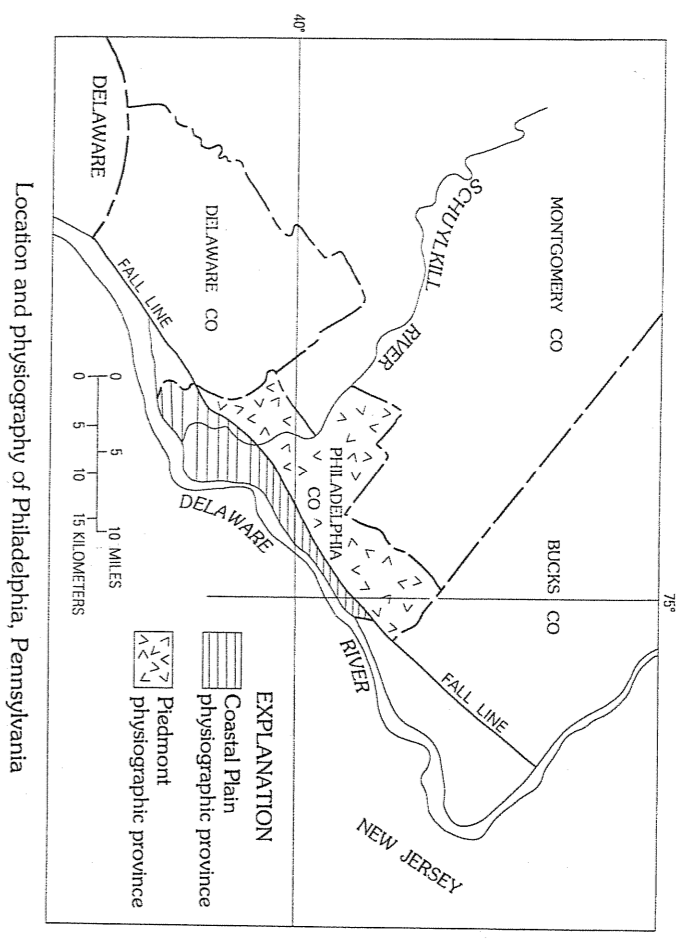 40°
75°
MONTGOMERY CO
BUCKS CO
SCHUYLKILL
RIVER
DELAWARE CO
DELAWARE
PHILADELPHIA
CO
FALL LINE
FALL LINE
DELAWARE
RIVER
NEW JERSEY
0 5 10 MILES
0 5 10 15 KILOMETERS
EXPLANATION
Coastal Plain
physiographic province
Piedmont
physiographic province
Location and physiography of Philadelphia, Pennsylvania